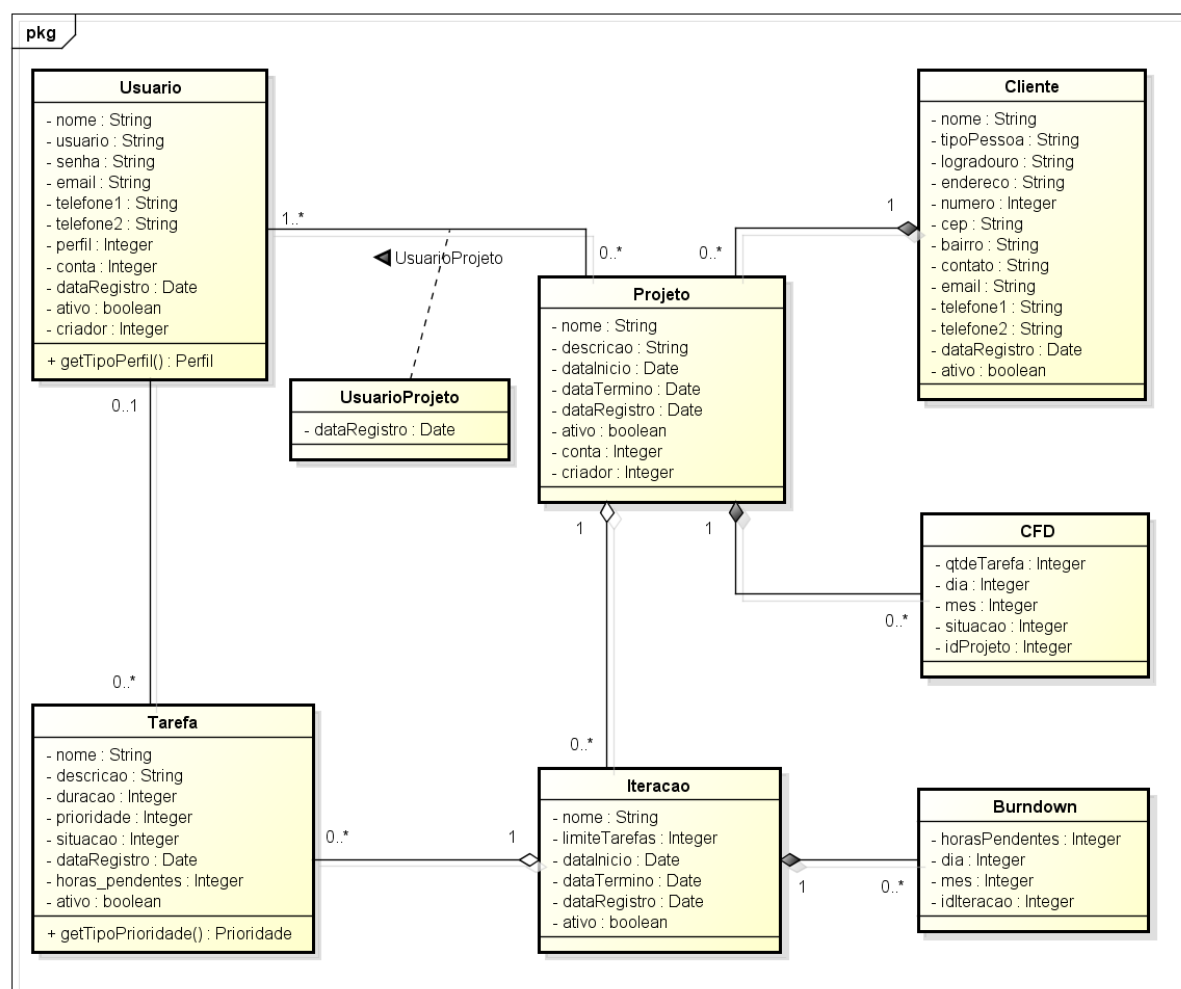 pkg
Usuario
- nome : String
- usuario : String
- senha : String
- email : String
- telefone1 : String
- telefone2 : String
- perfil : Integer
- conta : Integer
- dataRegistro : Date
- ativo : boolean
- criador : Integer
+ getTipoPerfil() : Perfil
Cliente
- nome : String
- tipoPessoa : String
- logradouro : String
- endereco : String
- numero : Integer
- cep : String
- bairro : String
- contato : String
- email : String
- telefone1 : String
- telefone2 : String
- dataRegistro : Date
- ativo : boolean
1..*
0..*
UsuarioProjeto
0..*
1
UsuarioProjeto
- dataRegistro : Date
Projeto
- nome : String
- descricao : String
- dataInicio : Date
- dataTermino : Date
- dataRegistro : Date
- ativo : boolean
- conta : Integer
- criador : Integer
0..1
0..*
1
1
0..*
0..*
CFD
- qtdeTarefa : Integer
- dia : Integer
- mes : Integer
- situacao : Integer
- idProjeto : Integer
Tarefa
- nome : String
- descricao : String
- duracao : Integer
- prioridade : Integer
- situacao : Integer
- dataRegistro : Date
- horas_pendentes : Integer
- ativo : boolean
+ getTipoPrioridade() : Prioridade
0..*
1
Iteracao
- nome : String
- limiteTarefas : Integer
- dataInicio : Date
- dataTermino : Date
- dataRegistro : Date
- ativo : boolean
1
0..*
Burndown
- horasPendentes : Integer
- dia : Integer
- mes : Integer
- idIteracao : Integer